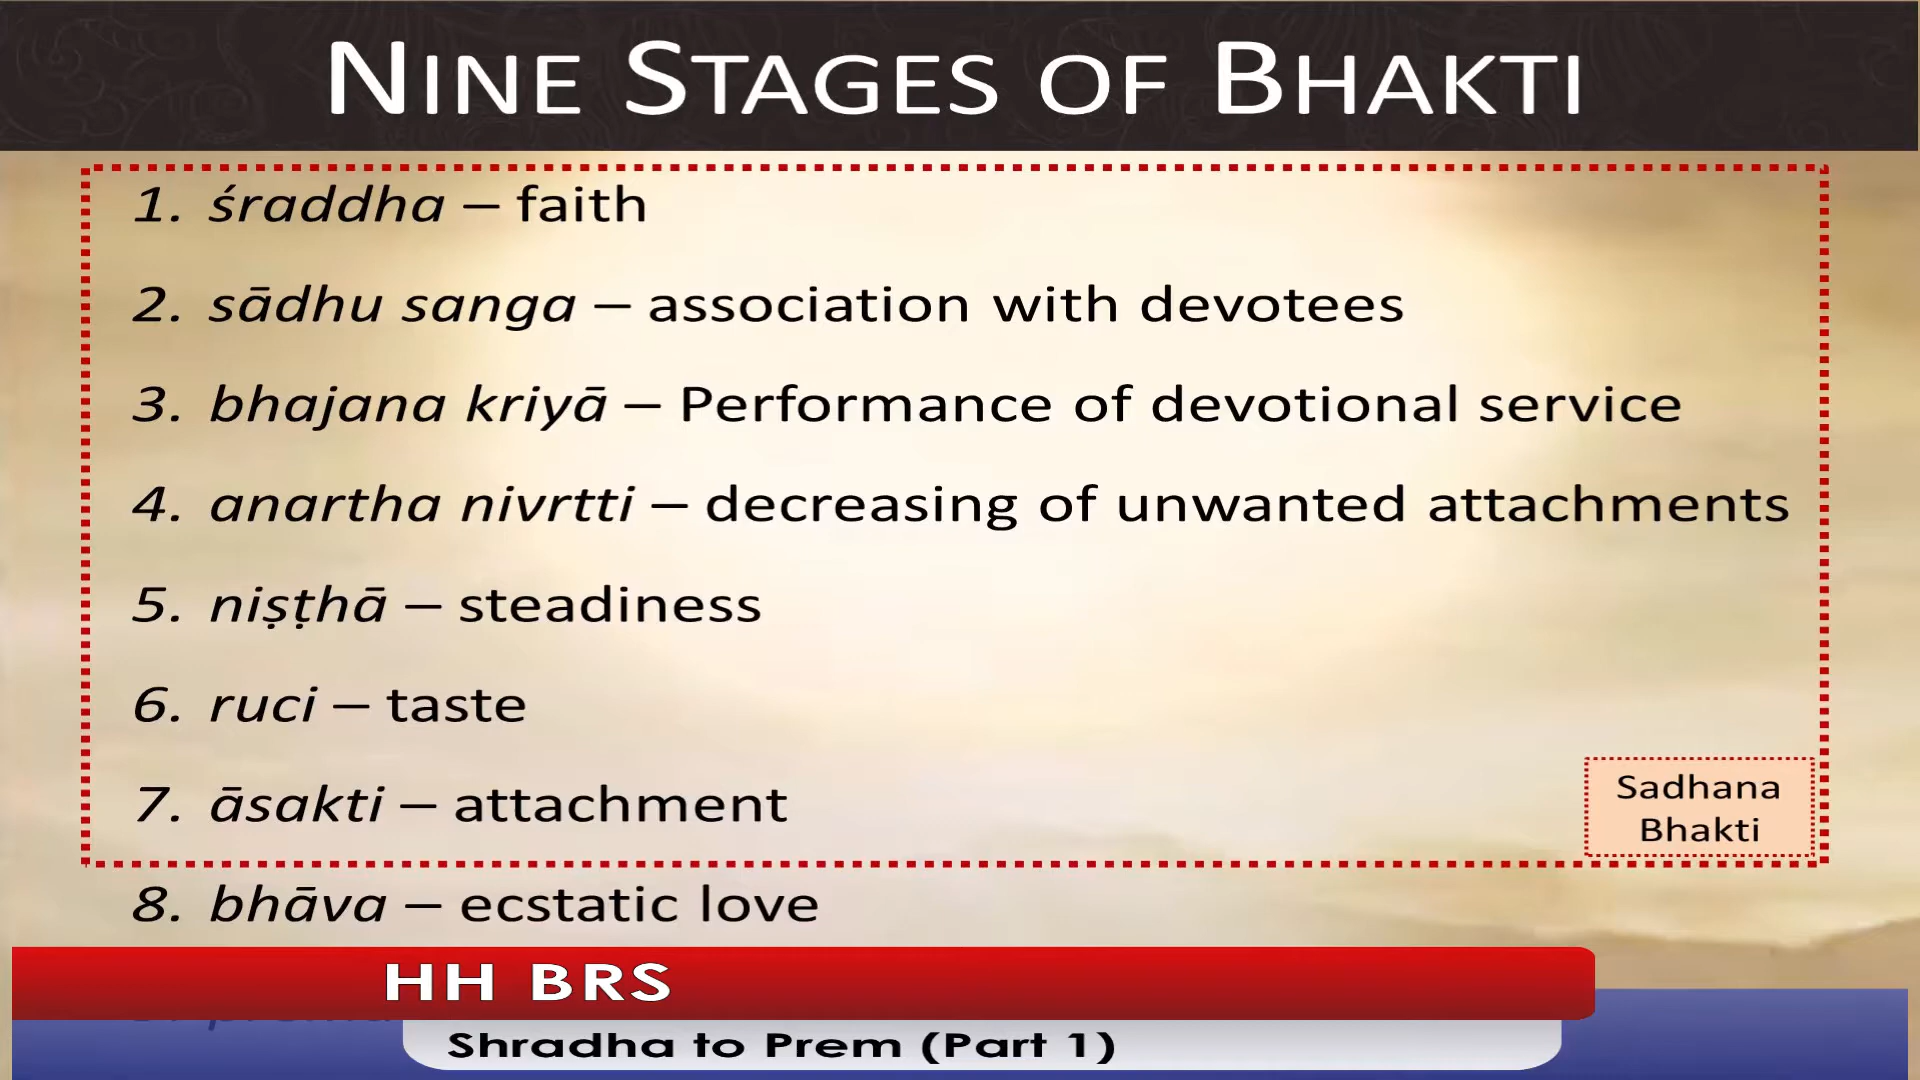 NINE STAGES OF BHAKTI
1. śraddha – faith
2. sādhu sanga – association with devotees
3. bhajana kriyā – Performance of devotional service
4. anartha nivrtti – decreasing of unwanted attachments
5. niṣṭhā – steadiness
6. ruci – taste
7. āsakti – attachment
Sadhana
Bhakti
8. bhāva – ecstatic love
HH BRS
Shradha to Prem (Part 1)